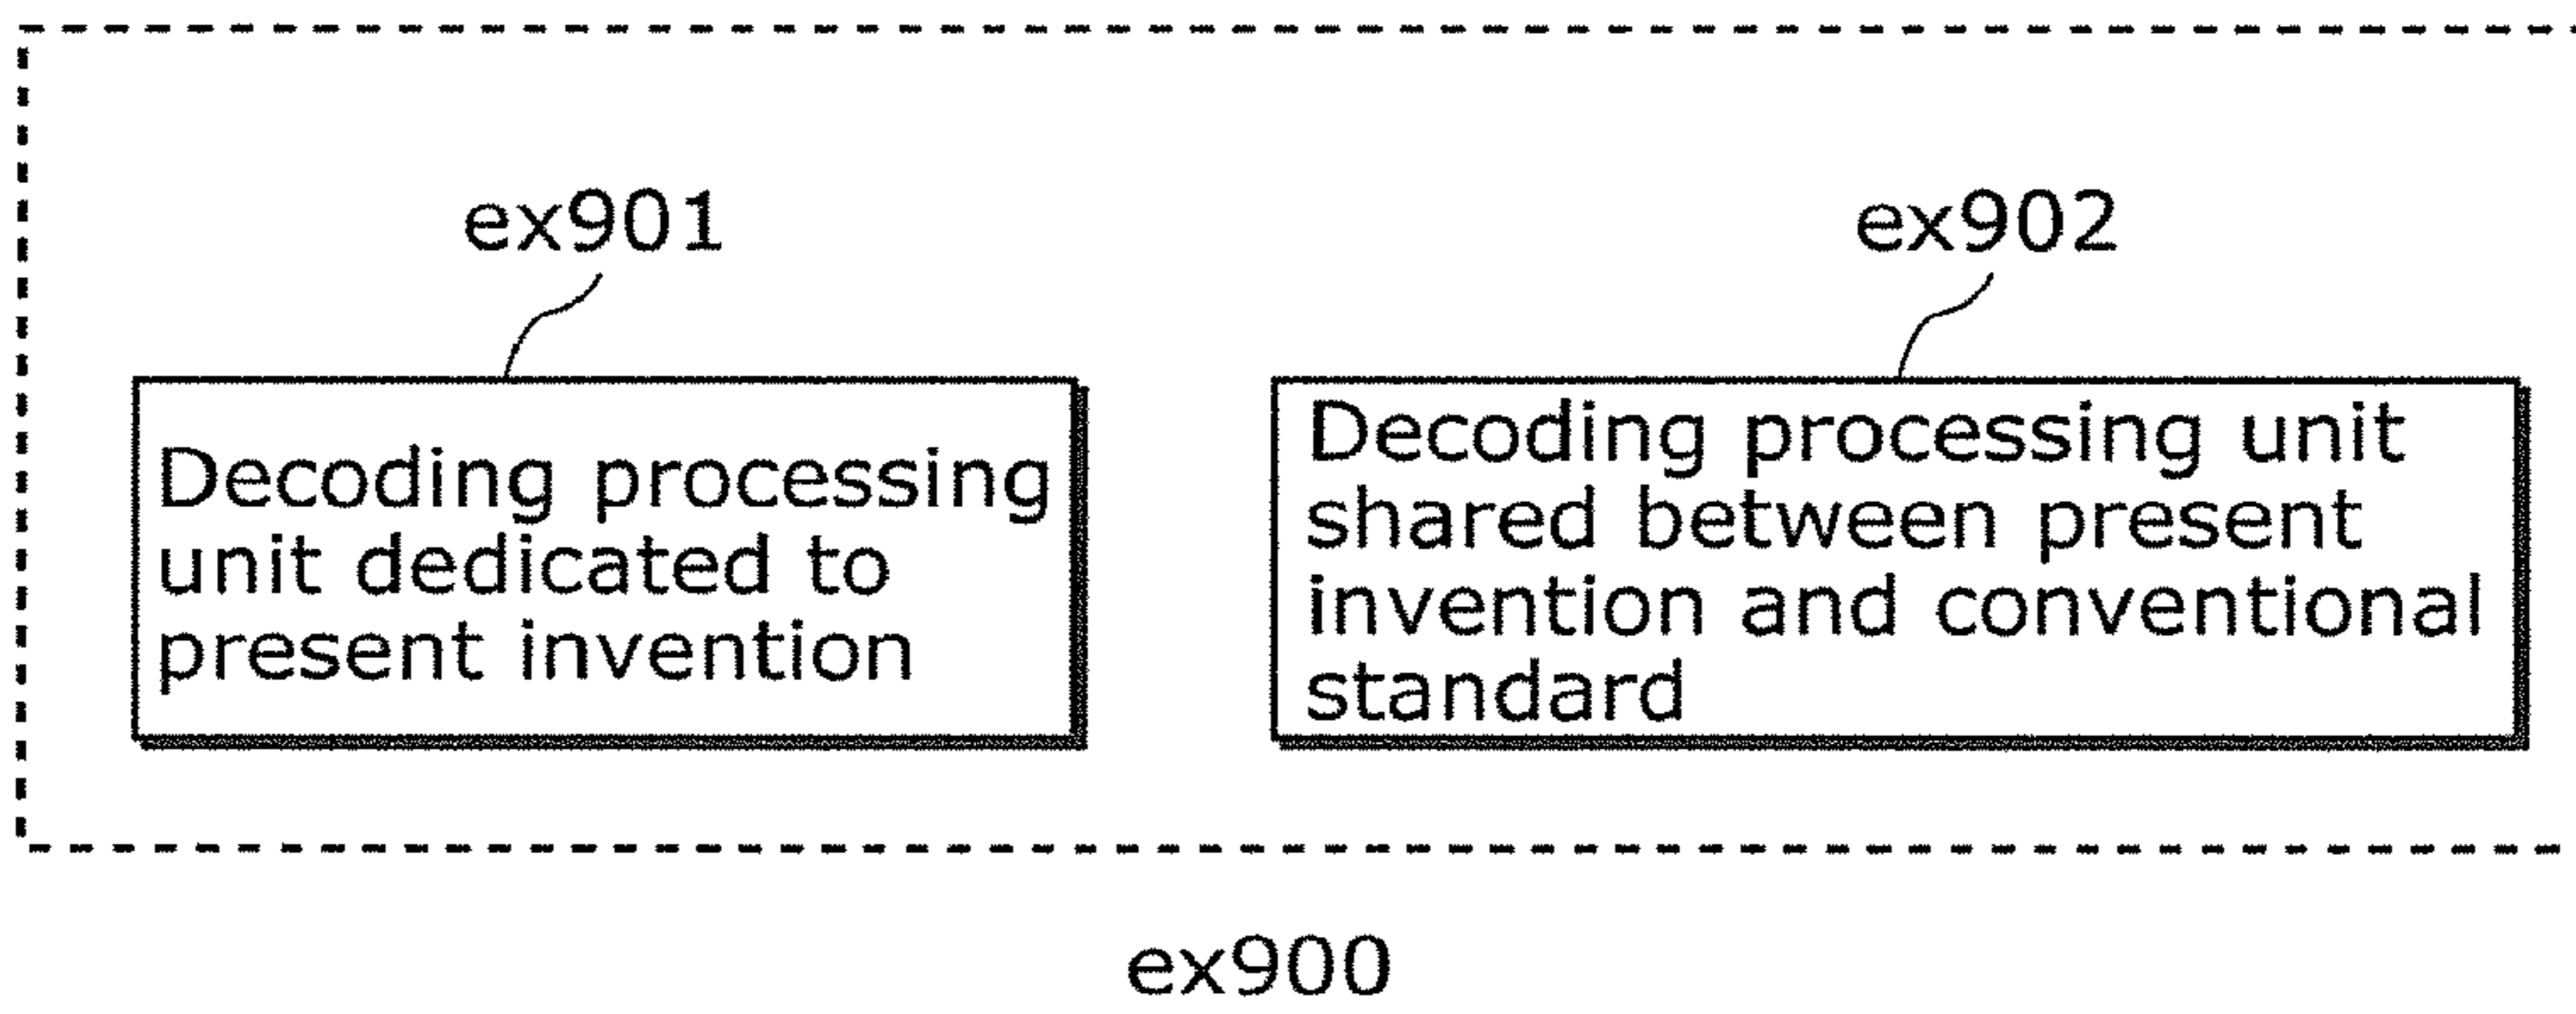 ex901
ex902
Decoding processing
unit dedicated to
present invention
Decoding processing unit
shared between present
invention and conventional
standard
ex900